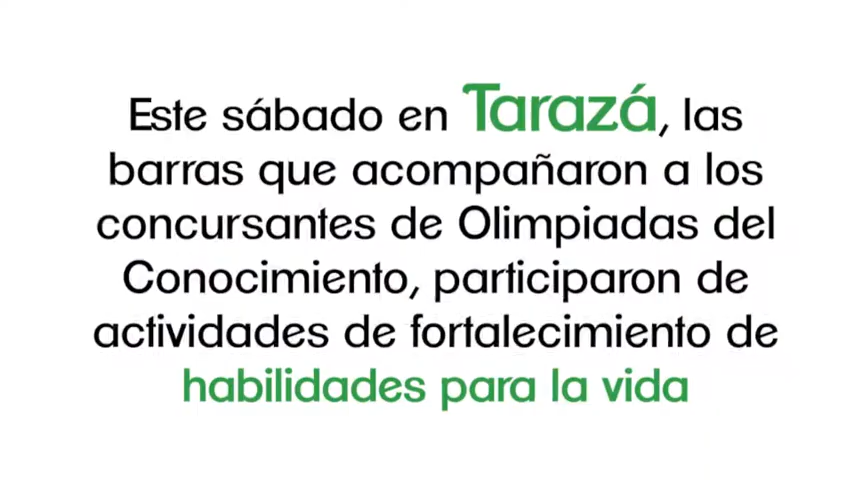 Este sábado en Tarazá, las
barras que acompañaron a los
concursantes de Olimpiadas del
Conocimiento, participaron de
actividades de fortalecimiento de
habilidades para la vida